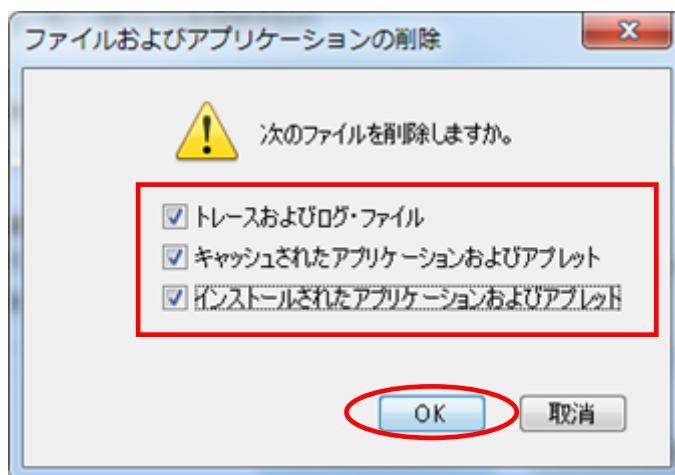 ファイルおよびアプリケーションの削除
次のファイルを削除しますか。
トレースおよびログ・ファイル
キャッシュされたアプリケーションおよびアプレット
インストールされたアプリケーションおよびアプレット
OK
取消